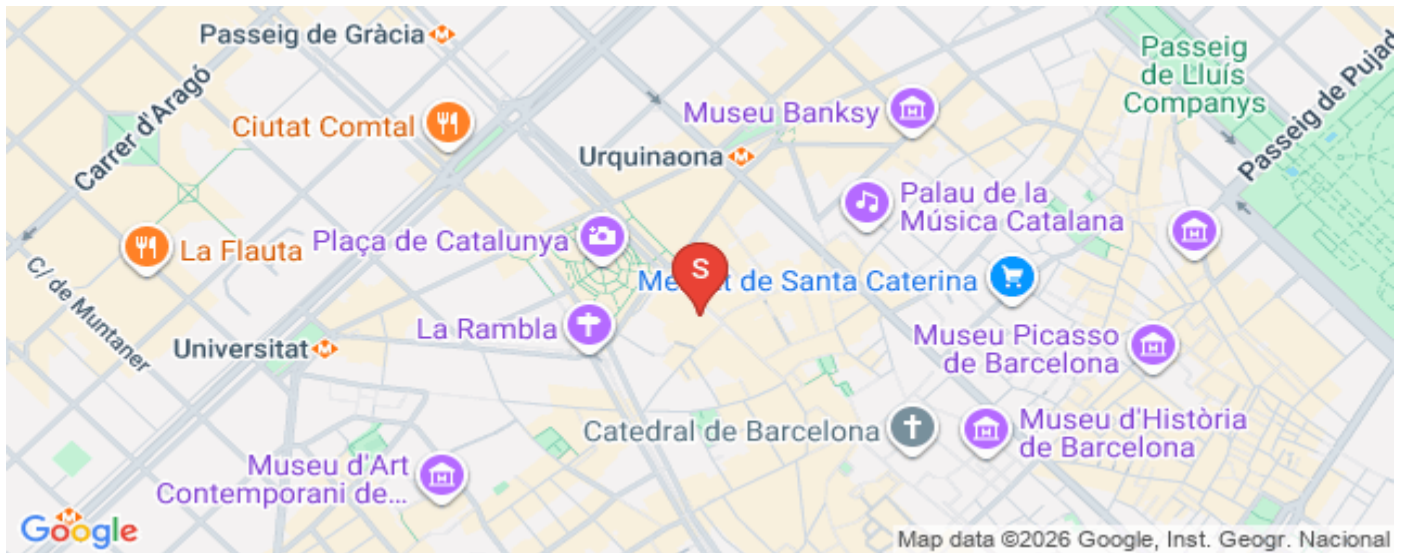 Passeig de Gràcia
Passeig
de Lluís
Companys
Passeig de Pujad
Carrer d'Aragó
Ciutat Comtal
Museu Banksy
Urquinaona
Palau de la
Música Catalana
La Flauta
Plaça de Catalunya
S
Me t de Santa Caterina
C/ de Muntaner
La Rambla
Universitat
Museu Picasso
de Barcelona
Catedral de Barcelona
Museu d'Història
de Barcelona
Museu d'Art
Contemporani de...
Google
Map data ©2026 Google, Inst. Geogr. Nacional